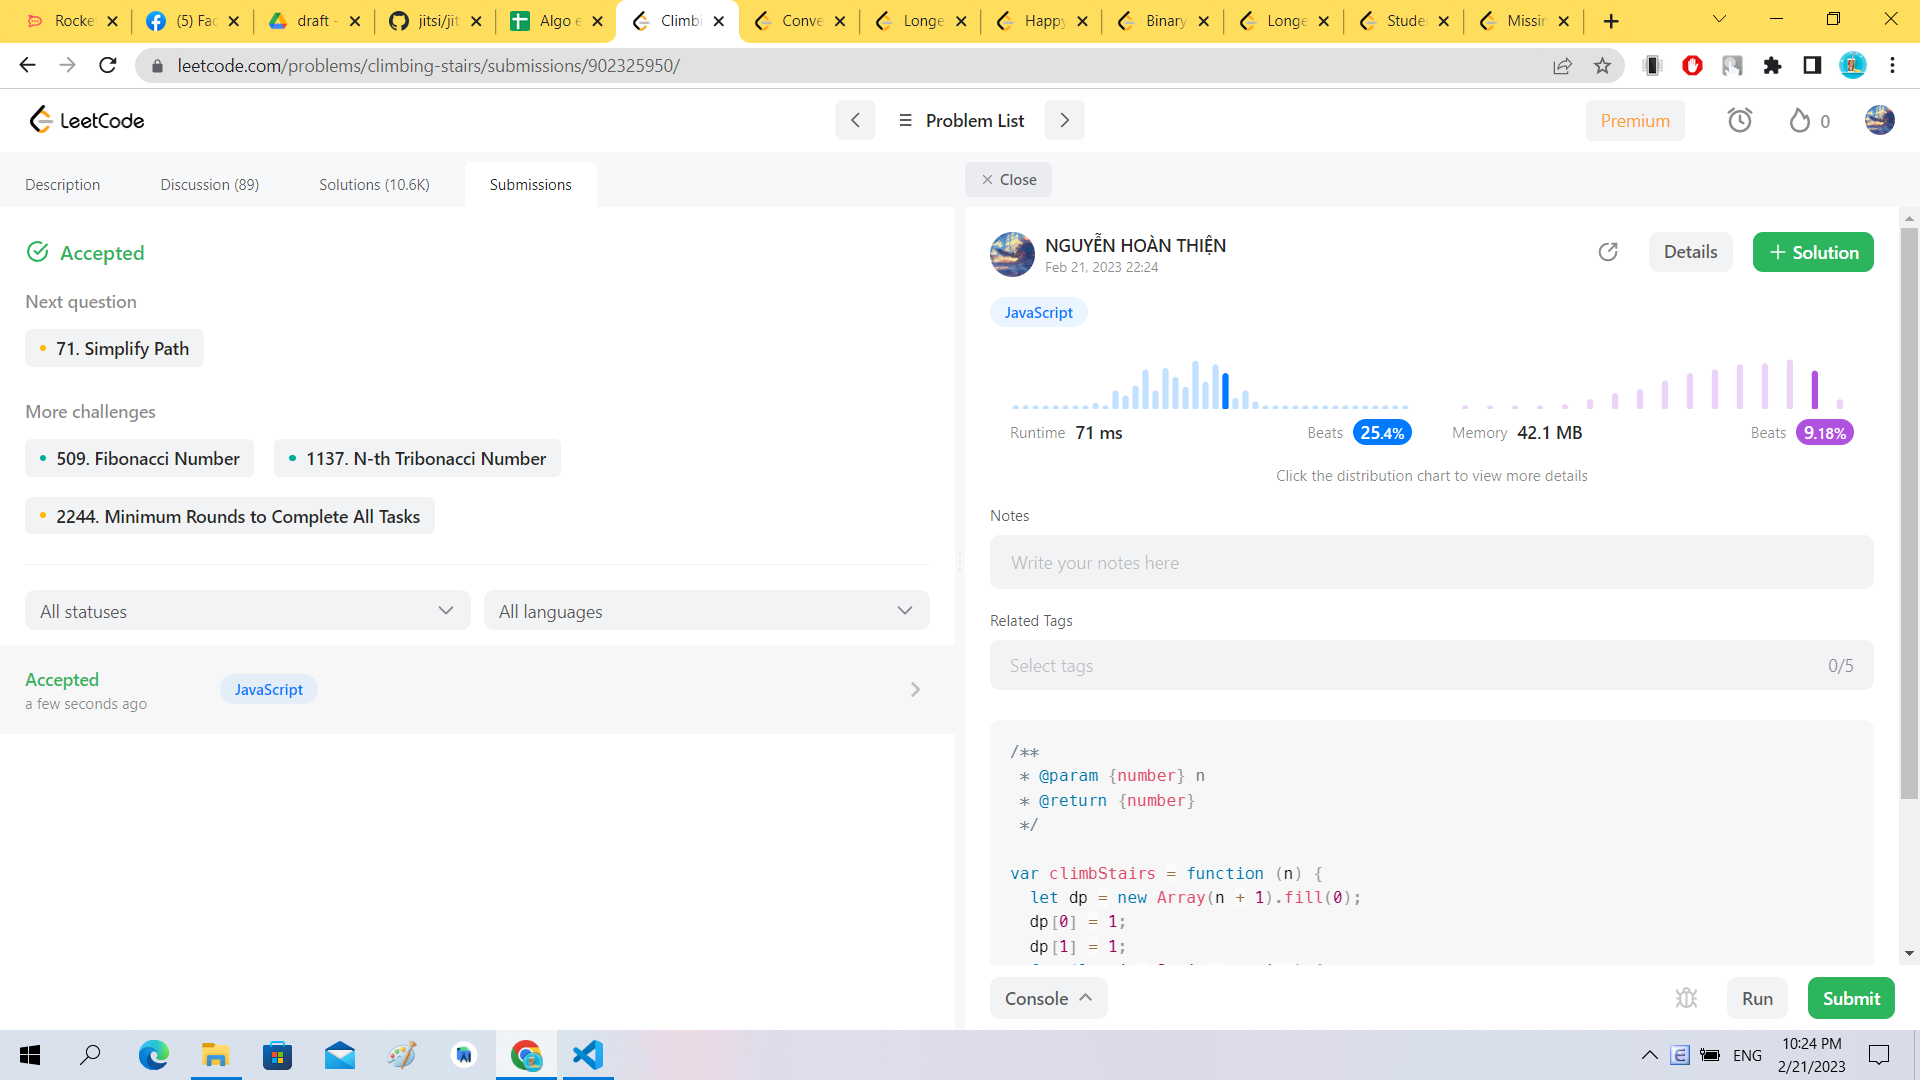 Rocke
(5) Fac
draft -
jitsi/jit
Algo e
Climbi
Conve
Longe
Happy
Binary
Longe
Stude
Missin
leetcode.com/problems/climbing-stairs/submissions/902325950/
LeetCode
Problem List
Premium
0
Description
Discussion (89)
Solutions (10.6K)
Submissions
Close
Accepted
Next question
71. Simplify Path
More challenges
509. Fibonacci Number
1137. N-th Tribonacci Number
2244. Minimum Rounds to Complete All Tasks
All statuses
All languages
Accepted
a few seconds ago
JavaScript
NGUYỄN HOÀN THIỆN
Feb 21, 2023 22:24
Details
+ Solution
JavaScript
Runtime 71 ms
Beats 25.4%
Memory 42.1 MB
Beats 9.18%
Click the distribution chart to view more details
Notes
Write your notes here
Related Tags
Select tags
0/5
/**
* @param {number} n
* @return {number}
*/
var climbStairs = function (n) {
let dp = new Array(n + 1).fill(0);
dp[0] = 1;
dp[1] = 1;
Console
Run
Submit
ENG
10:24 PM
2/21/2023